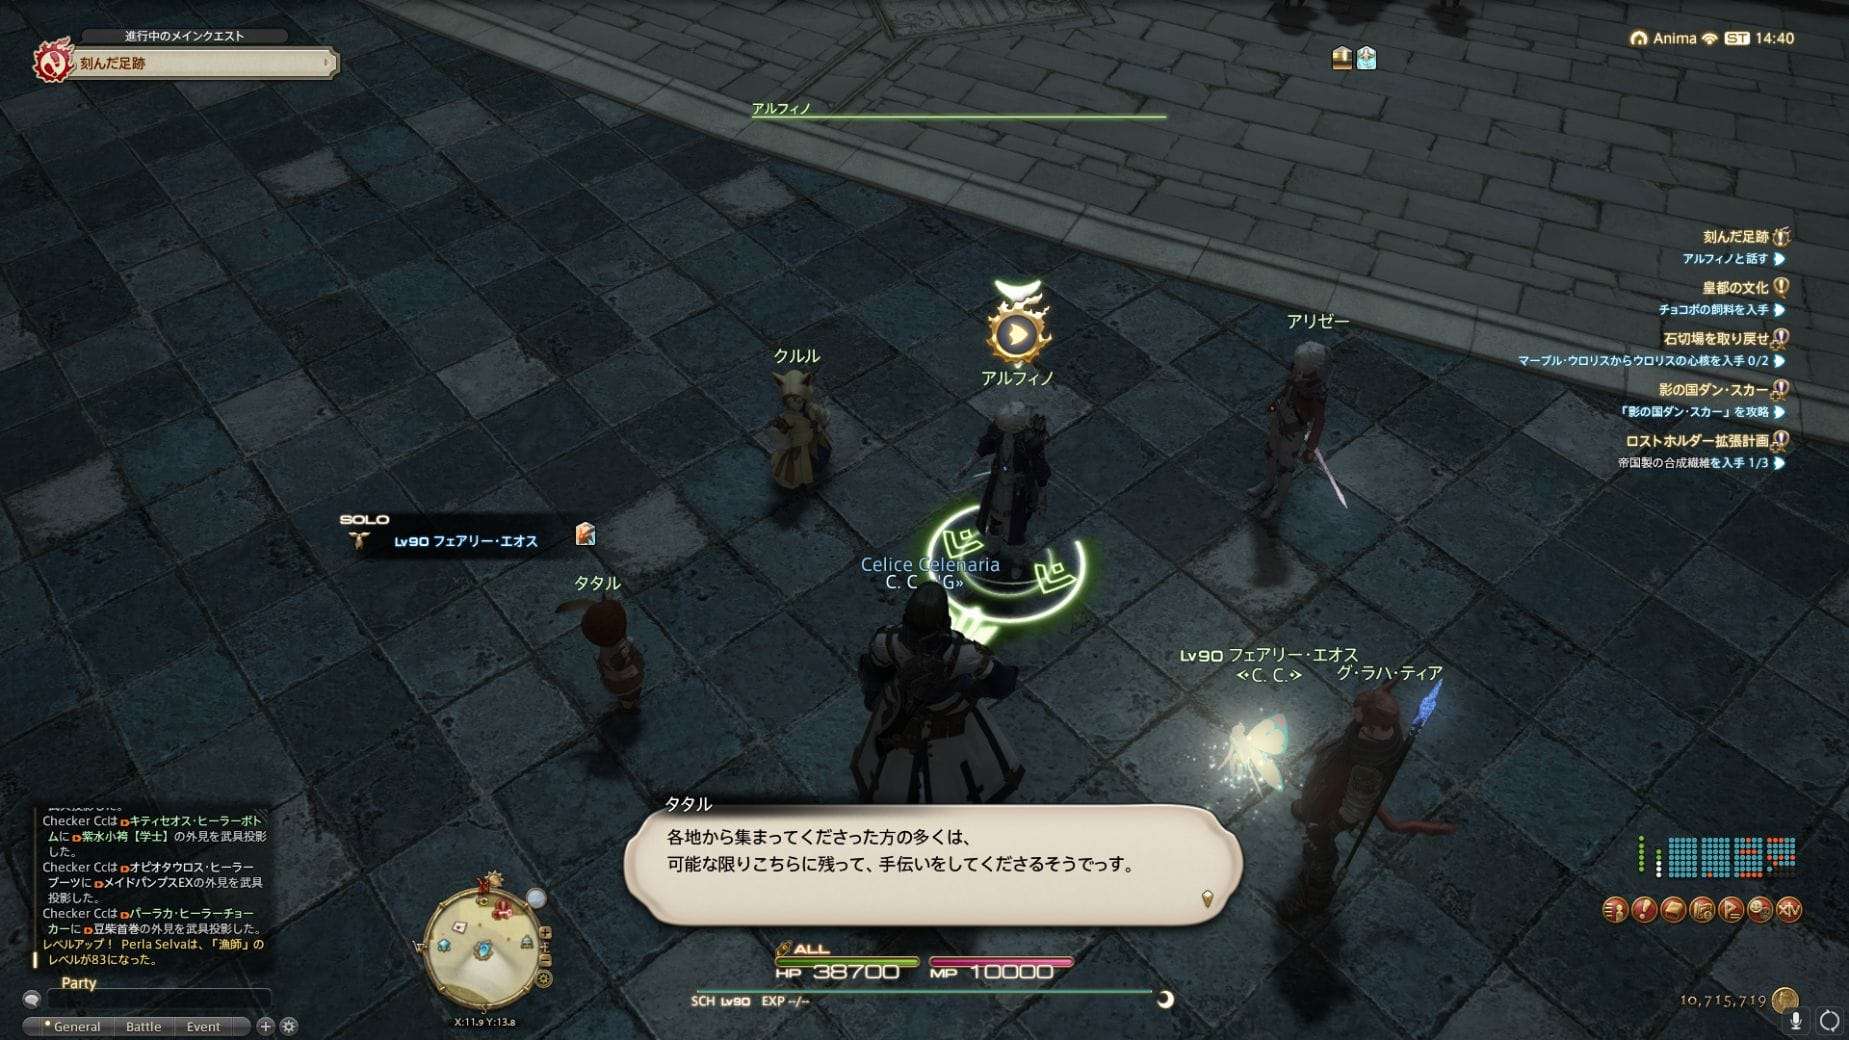 進行中のメインクエスト
刻んだ足跡
Anima ST 14:40
アルフィノ
刻んだ足跡
アルフィノと話す
皇都の文化
チョコボの飼料を入手
石切場を取り戻せ
マーブル・ウロリスからウロリスの心核を入手 0/2
影の国ダン・スカー
「影の国ダン・スカー」を攻略
ロストホルダー拡張計画
帝国製の合成繊維を入手 1/3
アリゼー
クルル
アルフィノ
SOLO
Lv90 フェアリー・エオス
タタル
Celice Celenaria
Lv90 フェアリー・エオス
«C. C.»
グ・ラハ・ティア
タタル
各地から集まってくださった方の多くは、
可能な限りこちらに残って、手伝いをしてくださるそうでっす。
Checker Ccは キティセオス・ヒーラーボト
ムに 紫水小袴【学士】の外見を武具投影
した。
Checker Ccは オピオタウロス・ヒーラー
ブーツに メイドパンプスEXの外見を武具
投影した。
Checker Ccは パーラカ・ヒーラーチョー
カーに 豆柴首巻の外見を武具投影した。
レベルアップ！ Perla Selvaは、「漁師」の
レベルが83になった。
Party
General Battle Event
X:11.9 Y:13.8
ALL
HP 38700 MP 10000
SCH Lv90 EXP --/--
XIV
10,715,719